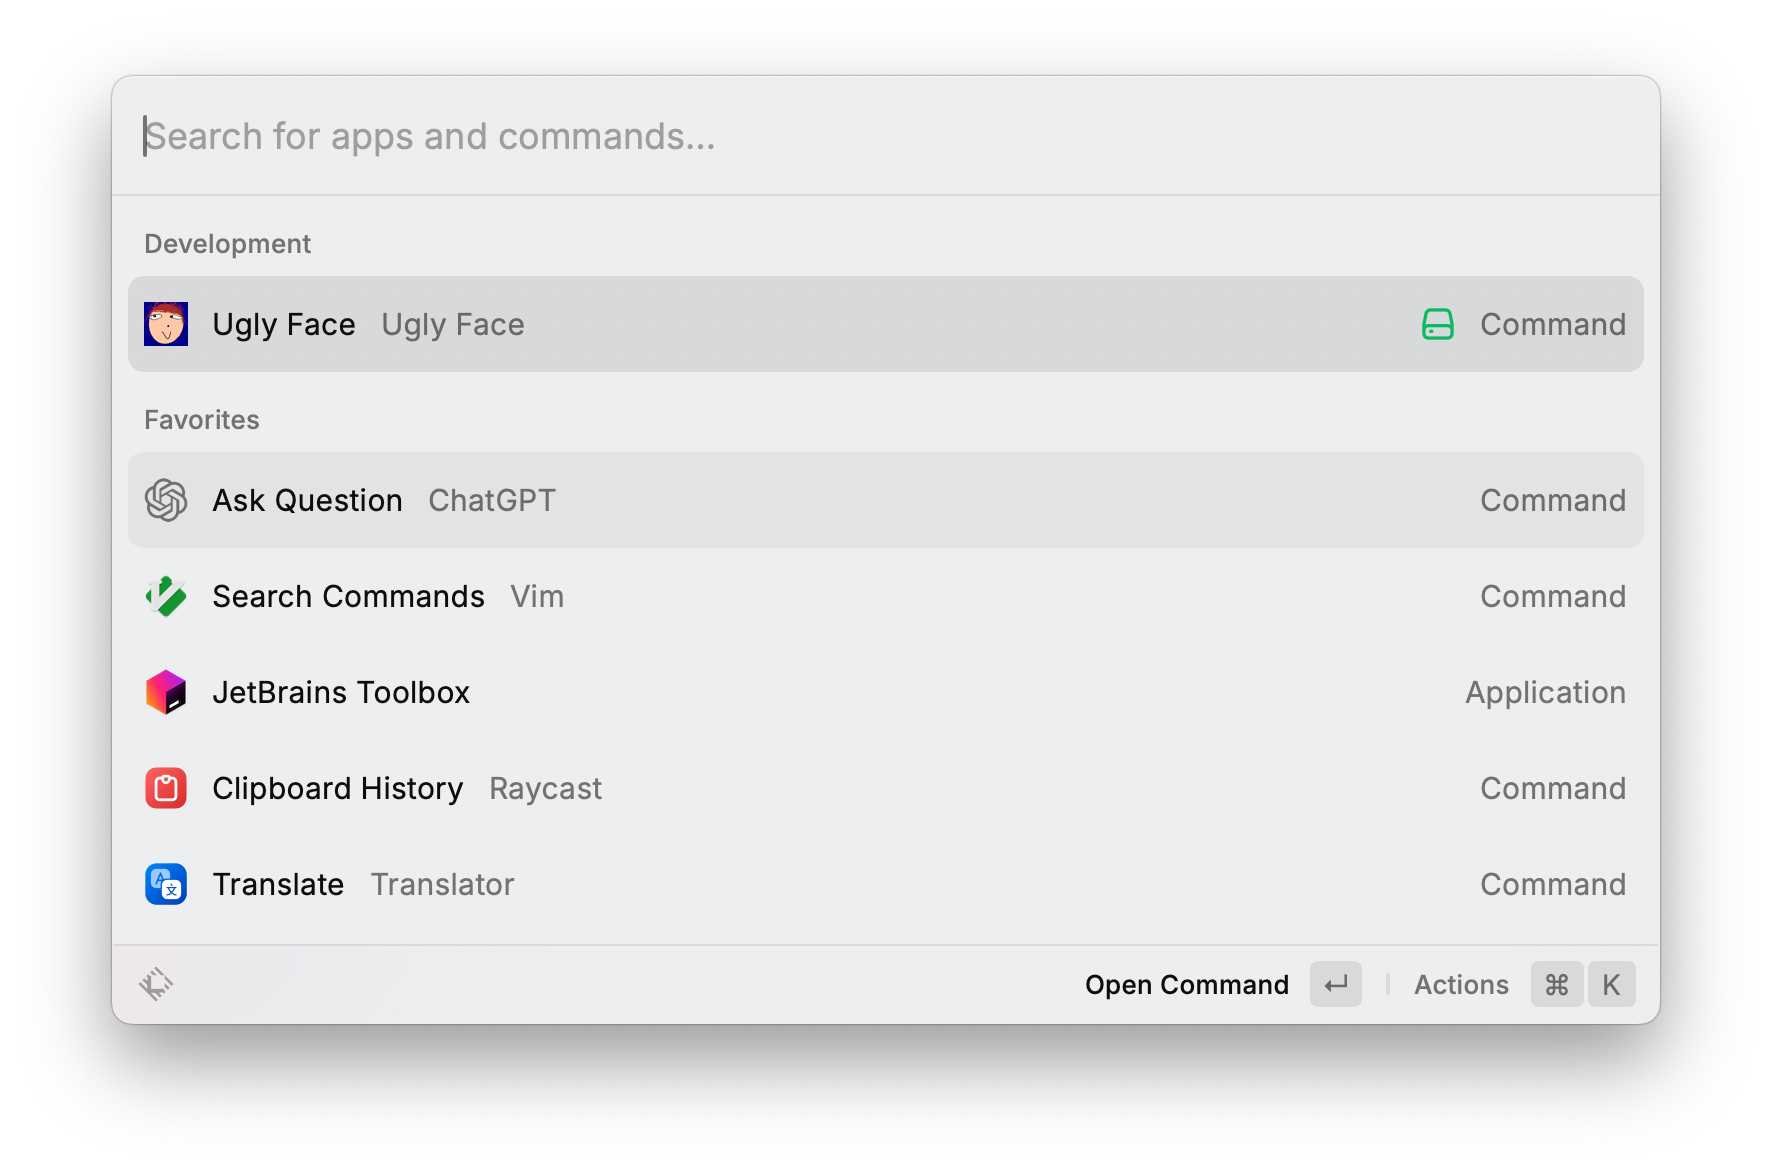 Search for apps and commands...
Development
Ugly Face Ugly Face Command
Favorites
Ask Question ChatGPT Command
Search Commands Vim Command
JetBrains Toolbox Application
Clipboard History Raycast Command
Translate Translator Command
Open Command ↵ Actions ⌘ K